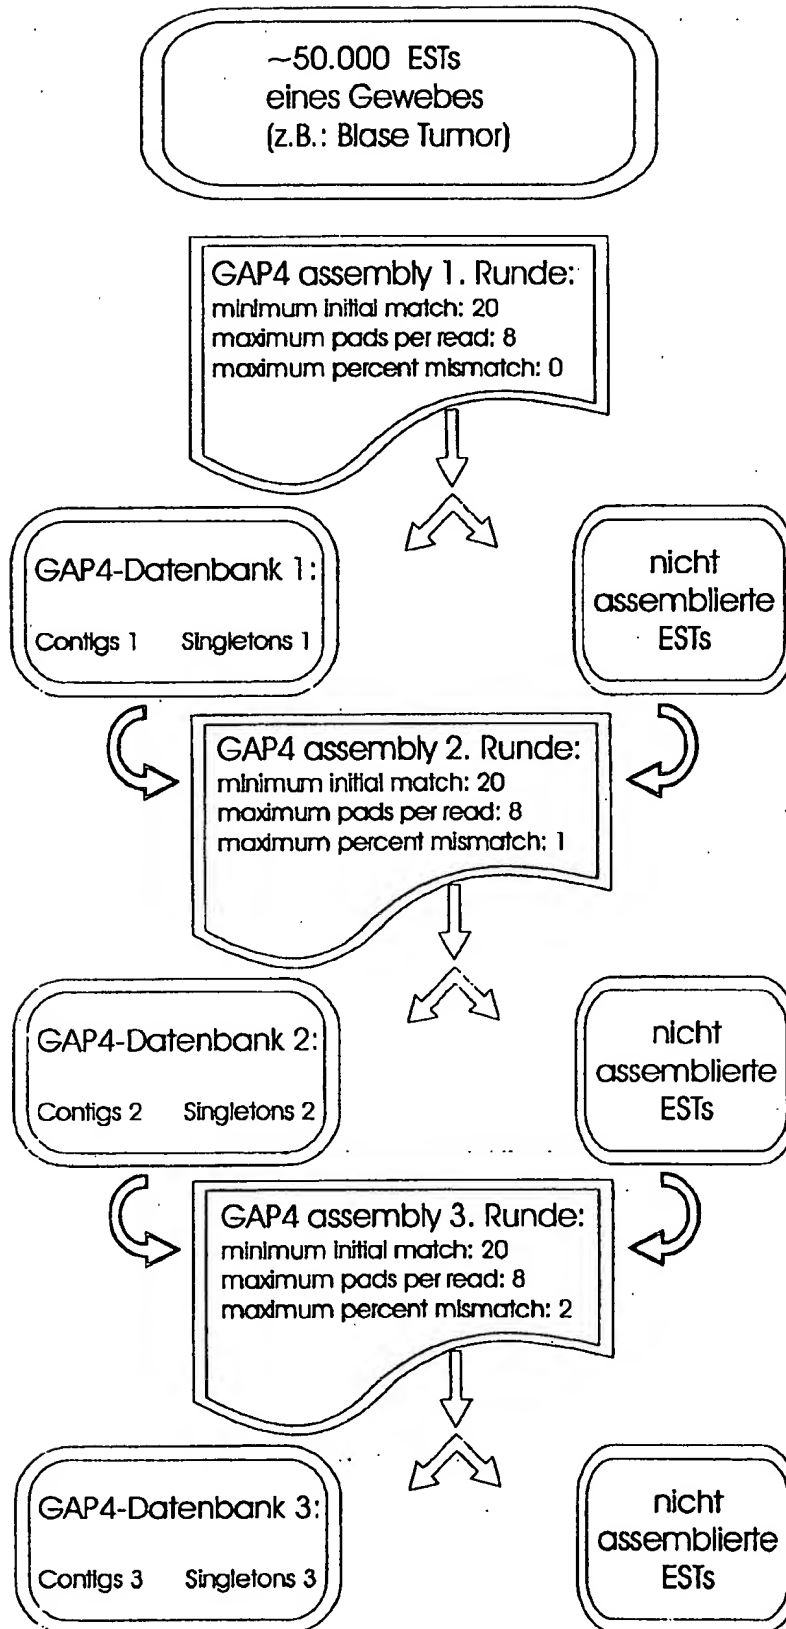 ~50.000 ESTs
eines Gewebes
(z.B.: Blase Tumor)
GAP4 assembly 1. Runde:
minimum initial match: 20
maximum pads per read: 8
maximum percent mismatch: 0
GAP4-Datenbank 1:
Contigs 1 Singletons 1
nicht
assemblierte
ESTs
GAP4 assembly 2. Runde:
minimum initial match: 20
maximum pads per read: 8
maximum percent mismatch: 1
GAP4-Datenbank 2:
Contigs 2 Singletons 2
nicht
assemblierte
ESTs
GAP4 assembly 3. Runde:
minimum initial match: 20
maximum pads per read: 8
maximum percent mismatch: 2
GAP4-Datenbank 3:
Contigs 3 Singletons 3
nicht
assemblierte
ESTs